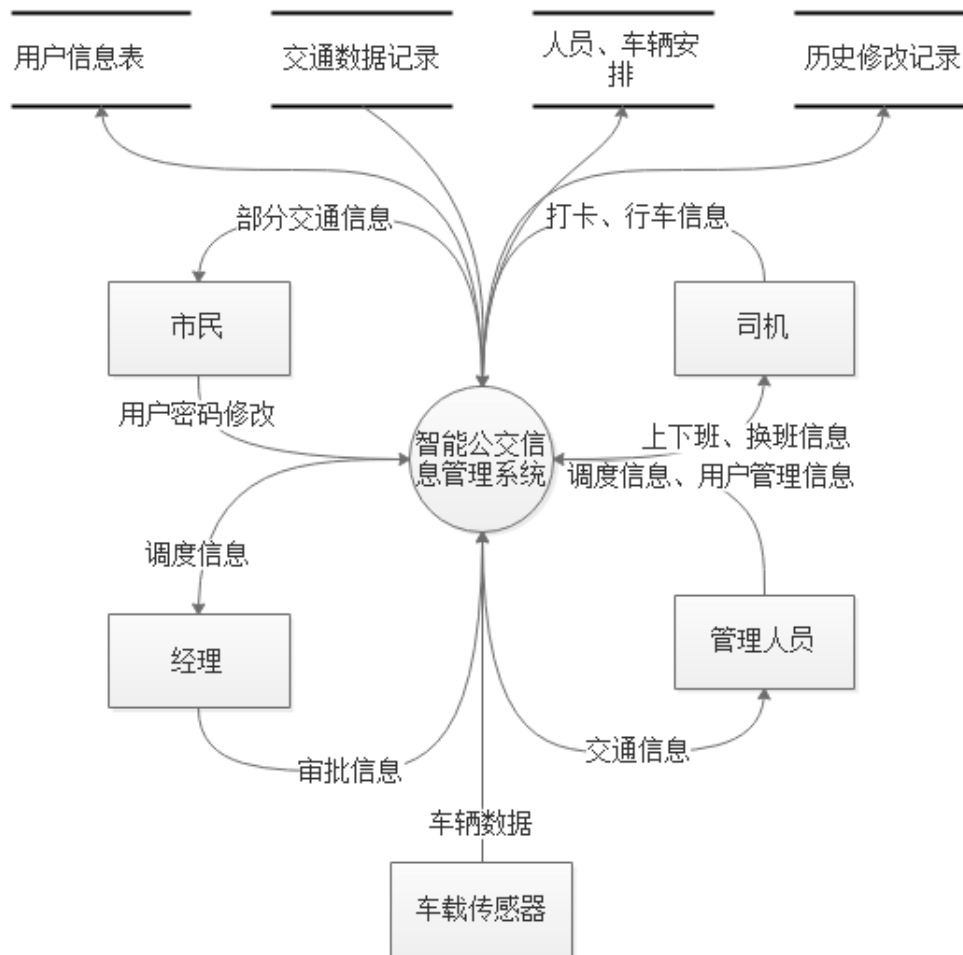 用户信息表
交通数据记录
人员、车辆安
排
历史修改记录
部分交通信息
打卡、行车信息
市民
司机
用户密码修改
智能公交信
息管理系统
上下班、换班信息
调度信息、用户管理信息
调度信息
经理
管理人员
审批信息
交通信息
车辆数据
车载传感器